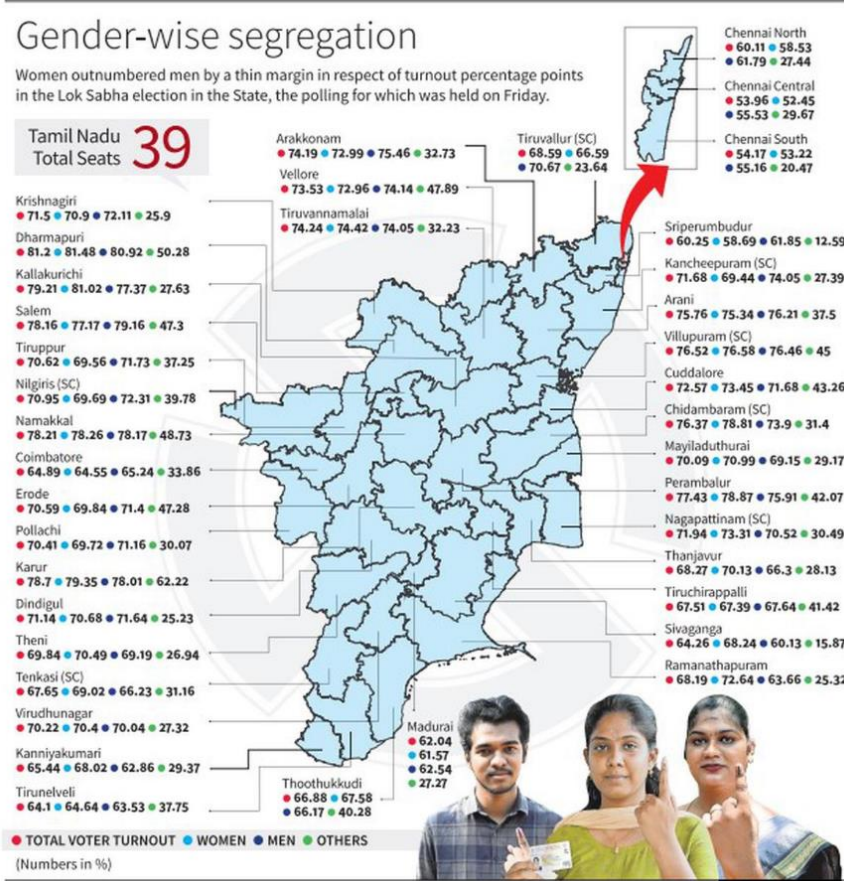 Gender-wise segregation
Women outnumbered men by a thin margin in respect of turnout percentage points
in the Lok Sabha election in the State, the polling for which was held on Friday.
Tamil Nadu
Total Seats 39
Chennai North
60.11 58.53
61.79 27.44
Chennai Central
53.96 52.45
55.53 29.67
Chennai South
54.17 53.22
55.16 20.47
Arakkonam
74.19 72.99 75.46 32.73
Vellore
73.53 72.96 74.14 47.89
Tiruvannamalai
74.24 74.42 74.05 32.23
Tiruvallur (SC)
68.59 66.59
70.67 23.64
Krishnagiri
71.5 70.9 72.11 25.9
Dharmapuri
81.2 81.48 80.92 50.28
Kallakurichi
79.21 81.02 77.37 27.63
Salem
78.16 77.17 79.16 47.3
Tiruppur
70.62 69.56 71.73 37.25
Nilgiris (SC)
70.95 69.69 72.31 39.78
Namakkal
78.21 78.26 78.17 48.73
Coimbatore
64.89 64.55 65.24 33.86
Erode
70.59 69.84 71.4 47.28
Pollachi
70.41 69.72 71.16 30.07
Karur
78.7 79.35 78.01 62.22
Dindigul
71.14 70.68 71.64 25.23
Theni
69.84 70.49 69.19 26.94
Tenkasi (SC)
67.65 69.02 66.23 31.16
Virudhunagar
70.22 70.4 70.04 27.32
Kanniyakumari
65.44 68.02 62.86 29.37
Tirunelveli
64.1 64.64 63.53 37.75
Sriperumbudur
60.25 58.69 61.85 12.59
Kancheepuram (SC)
71.68 69.44 74.05 27.39
Arani
75.76 75.34 76.21 37.5
Villupuram (SC)
76.52 76.58 76.46 45
Cuddalore
72.57 73.45 71.68 43.26
Chidambaram (SC)
76.37 78.81 73.9 31.4
Mayiladuthurai
70.09 70.99 69.15 29.17
Perambalur
77.43 78.87 75.91 42.07
Nagapattinam (SC)
71.94 73.31 70.52 30.49
Thanjavur
68.27 70.13 66.3 28.13
Tiruchirappalli
67.51 67.39 67.64 41.42
Sivaganga
64.26 68.24 60.13 15.87
Ramanathapuram
68.19 72.64 63.66 25.32
Madurai
62.04
61.57
62.54
27.27
Thoothukkudi
66.88 67.58
66.17 40.28
TOTAL VOTER TURNOUT WOMEN MEN OTHERS
(Numbers in %)